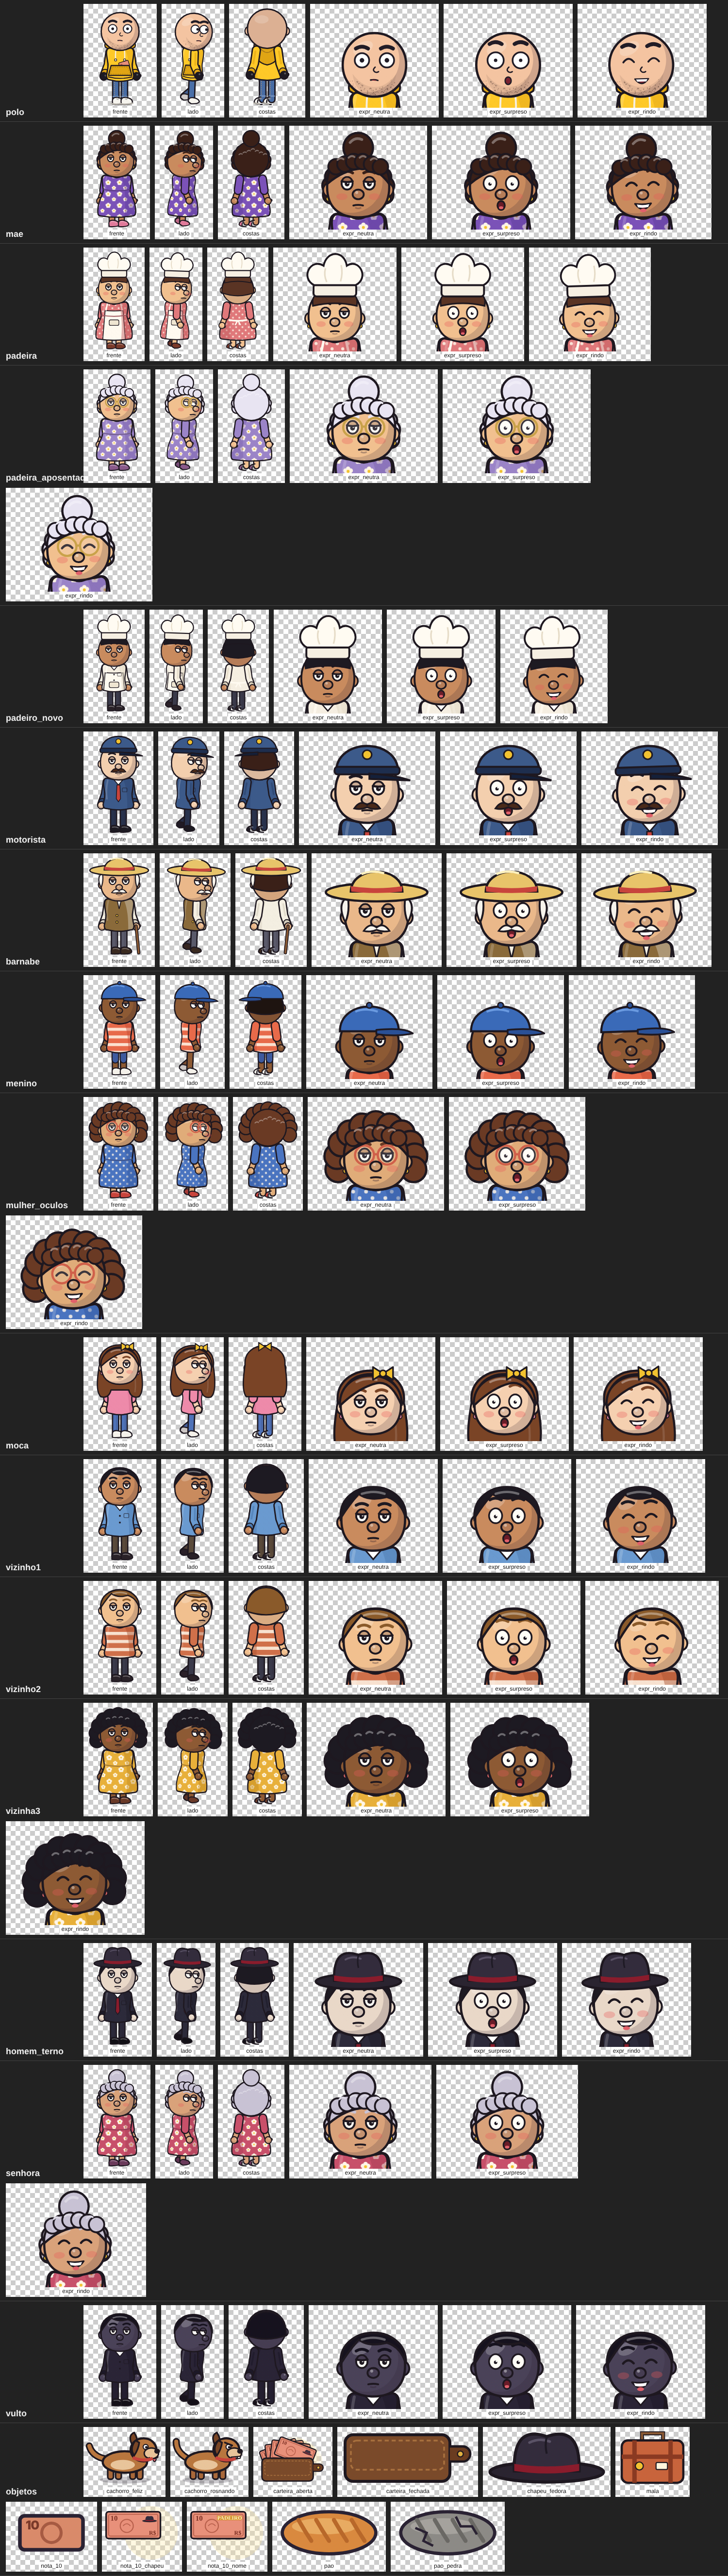 frente lado costas expr_neutra expr_surpreso expr_rindo
polo
frente lado costas expr_neutra expr_surpreso expr_rindo
mae
frente lado costas expr_neutra expr_surpreso expr_rindo
padeira
frente lado costas expr_neutra expr_surpreso
padeira_aposentad
expr_rindo
frente lado costas expr_neutra expr_surpreso expr_rindo
padeiro_novo
frente lado costas expr_neutra expr_surpreso expr_rindo
motorista
frente lado costas expr_neutra expr_surpreso expr_rindo
barnabe
frente lado costas expr_neutra expr_surpreso expr_rindo
menino
frente lado costas expr_neutra expr_surpreso
mulher_oculos
expr_rindo
frente lado costas expr_neutra expr_surpreso expr_rindo
moca
frente lado costas expr_neutra expr_surpreso expr_rindo
vizinho1
frente lado costas expr_neutra expr_surpreso expr_rindo
vizinho2
frente lado costas expr_neutra expr_surpreso
vizinha3
expr_rindo
frente lado costas expr_neutra expr_surpreso expr_rindo
homem_terno
frente lado costas expr_neutra expr_surpreso
senhora
expr_rindo
frente lado costas expr_neutra expr_surpreso expr_rindo
vulto
cachorro_feliz cachorro_rosnando carteira_aberta carteira_fechada chapeu_fedora mala
objetos
10 10 R$ 10 PADEIRO R$
nota_10 nota_10_chapeu nota_10_nome pao pao_pedra